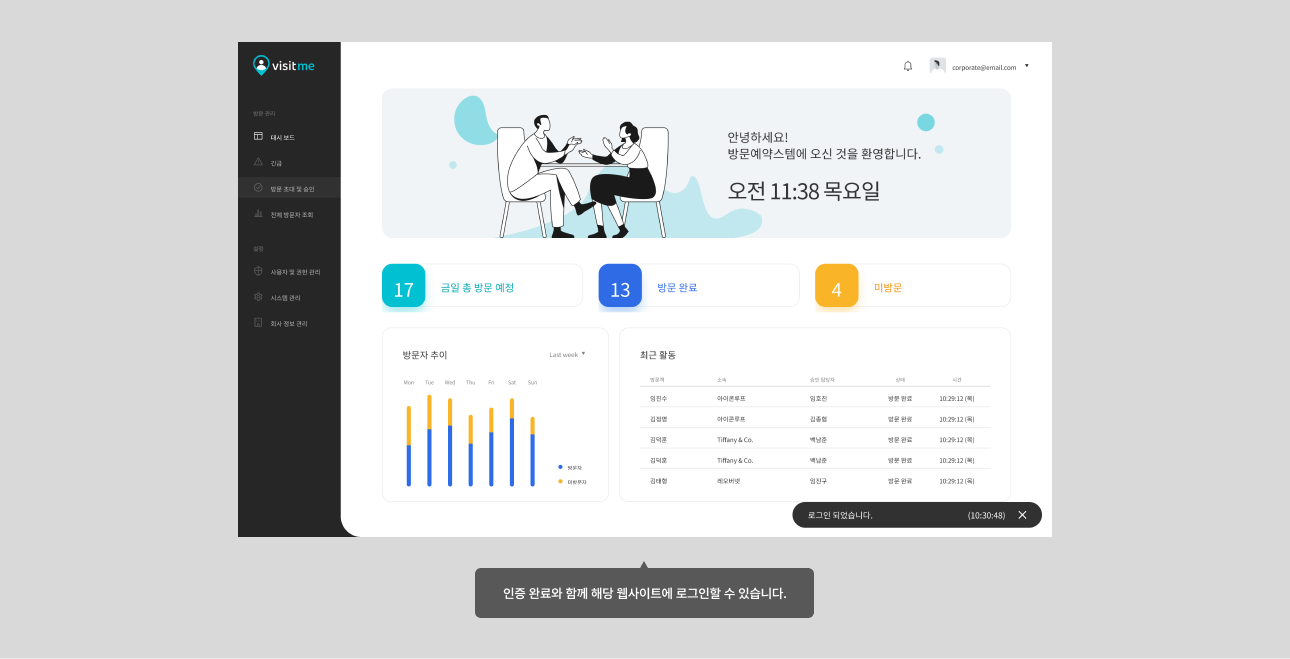 visitme
방문 관리
대시 보드
긴급
방문 초대 및 승인
전체 방문자 조회
설정
사용자 및 권한 관리
시스템 관리
회사 정보 관리
corporate@email.com
안녕하세요!
방문예약스템에 오신 것을 환영합니다.
오전 11:38 목요일
17 금일 총 방문 예정
13 방문 완료
4 미방문
방문자 추이
Last week
Mon Tue Wed Thu Fri Sat Sun
방문자
미방문자
최근 활동
방문객 소속 승인 담당자 상태 시간
임진수 아이콘루프 임호진 방문 완료 10:29:12 (목)
김정명 아이콘루프 김종협 방문 완료 10:29:12 (목)
김덕훈 Tiffany & Co. 백남준 방문 완료 10:29:12 (목)
김덕훈 Tiffany & Co. 백남준 방문 완료 10:29:12 (목)
김태형 레오버넷 임진구 방문 완료 10:29:12 (목)
로그인 되었습니다. (10:30:48)
인증 완료와 함께 해당 웹사이트에 로그인할 수 있습니다.